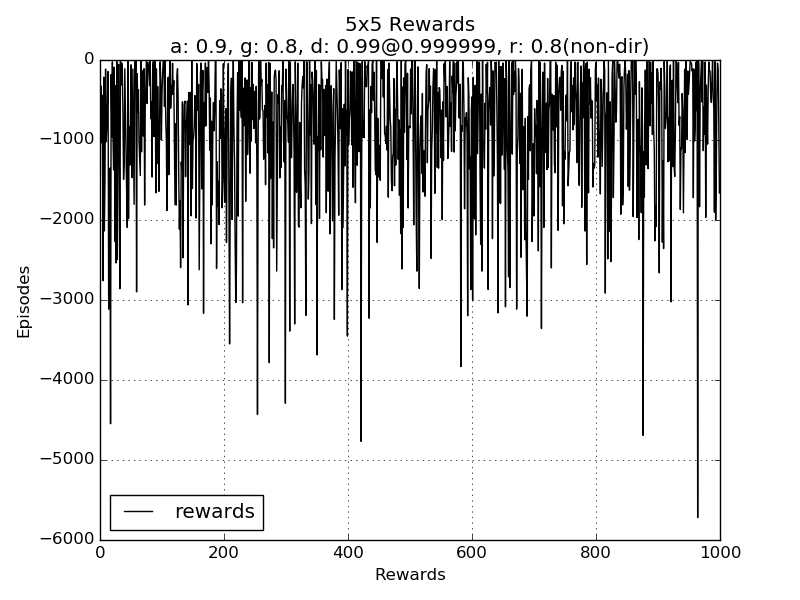 5x5 Rewards
a: 0.9, g: 0.8, d: 0.99@0.999999, r: 0.8(non-dir)
0
−1000
−2000
−3000
−4000
−5000
−6000
Episodes
rewards
0 200 400 600 800 1000
Rewards